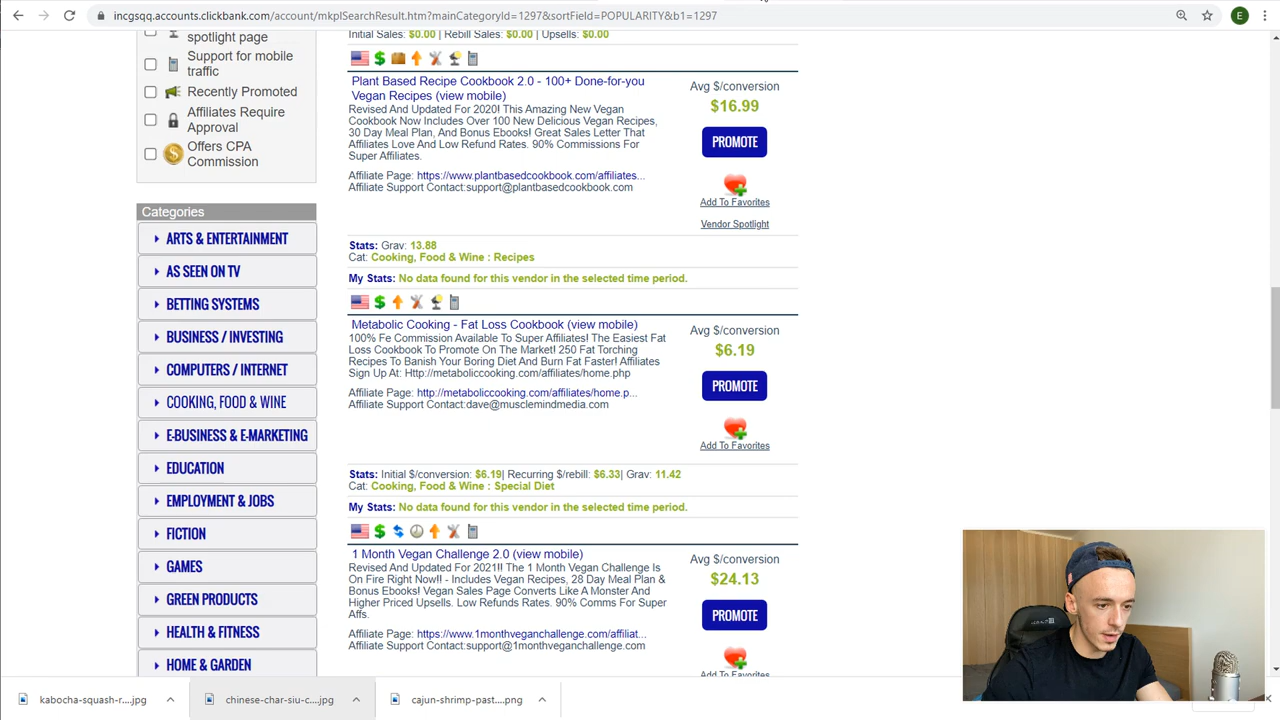 incgsqq.accounts.clickbank.com/account/mkplSearchResult.htm?mainCategoryId=1297&sortField=POPULARITY&b1=1297
E
spotlight page
Support for mobile
traffic
Recently Promoted
Affiliates Require
Approval
Offers CPA
Commission
Categories
ARTS & ENTERTAINMENT
AS SEEN ON TV
BETTING SYSTEMS
BUSINESS / INVESTING
COMPUTERS / INTERNET
COOKING, FOOD & WINE
E-BUSINESS & E-MARKETING
EDUCATION
EMPLOYMENT & JOBS
FICTION
GAMES
GREEN PRODUCTS
HEALTH & FITNESS
HOME & GARDEN
Initial Sales: $0.00 | Rebill Sales: $0.00 | Upsells: $0.00
Plant Based Recipe Cookbook 2.0 - 100+ Done-for-you
Vegan Recipes (view mobile)
Revised And Updated For 2020! This Amazing New Vegan
Cookbook Now Includes Over 100 New Delicious Vegan Recipes,
30 Day Meal Plan, And Bonus Ebooks! Great Sales Letter That
Affiliates Love And Low Refund Rates. 90% Commissions For
Super Affiliates.
Affiliate Page: https://www.plantbasedcookbook.com/affiliates...
Affiliate Support Contact:support@plantbasedcookbook.com
Avg $/conversion
$16.99
PROMOTE
Add To Favorites
Vendor Spotlight
Stats: Grav: 13.88
Cat: Cooking, Food & Wine : Recipes
My Stats: No data found for this vendor in the selected time period.
Metabolic Cooking - Fat Loss Cookbook (view mobile)
100% Fe Commission Available To Super Affiliates! The Easiest Fat
Loss Cookbook To Promote On The Market! 250 Fat Torching
Recipes To Banish Your Boring Diet And Burn Fat Faster! Affiliates
Sign Up At: Http://metaboliccooking.com/affiliates/home.php
Affiliate Page: http://metaboliccooking.com/affiliates/home.p...
Affiliate Support Contact:dave@musclemindmedia.com
Avg $/conversion
$6.19
PROMOTE
Add To Favorites
Stats: Initial $/conversion: $6.19| Recurring $/rebill: $6.33| Grav: 11.42
Cat: Cooking, Food & Wine : Special Diet
My Stats: No data found for this vendor in the selected time period.
1 Month Vegan Challenge 2.0 (view mobile)
Revised And Updated For 2021!! The 1 Month Vegan Challenge Is
On Fire Right Now!! - Includes Vegan Recipes, 28 Day Meal Plan &
Bonus Ebooks! Vegan Sales Page Converts Like A Monster And
Higher Priced Upsells. Low Refunds Rates. 90% Comms For Super
Affs.
Affiliate Page: https://www.1monthveganchallenge.com/affiliat...
Affiliate Support Contact:support@1monthveganchallenge.com
Avg $/conversion
$24.13
PROMOTE
Add To Favorites
kabocha-squash-r....jpg
chinese-char-siu-c....jpg
cajun-shrimp-past....png